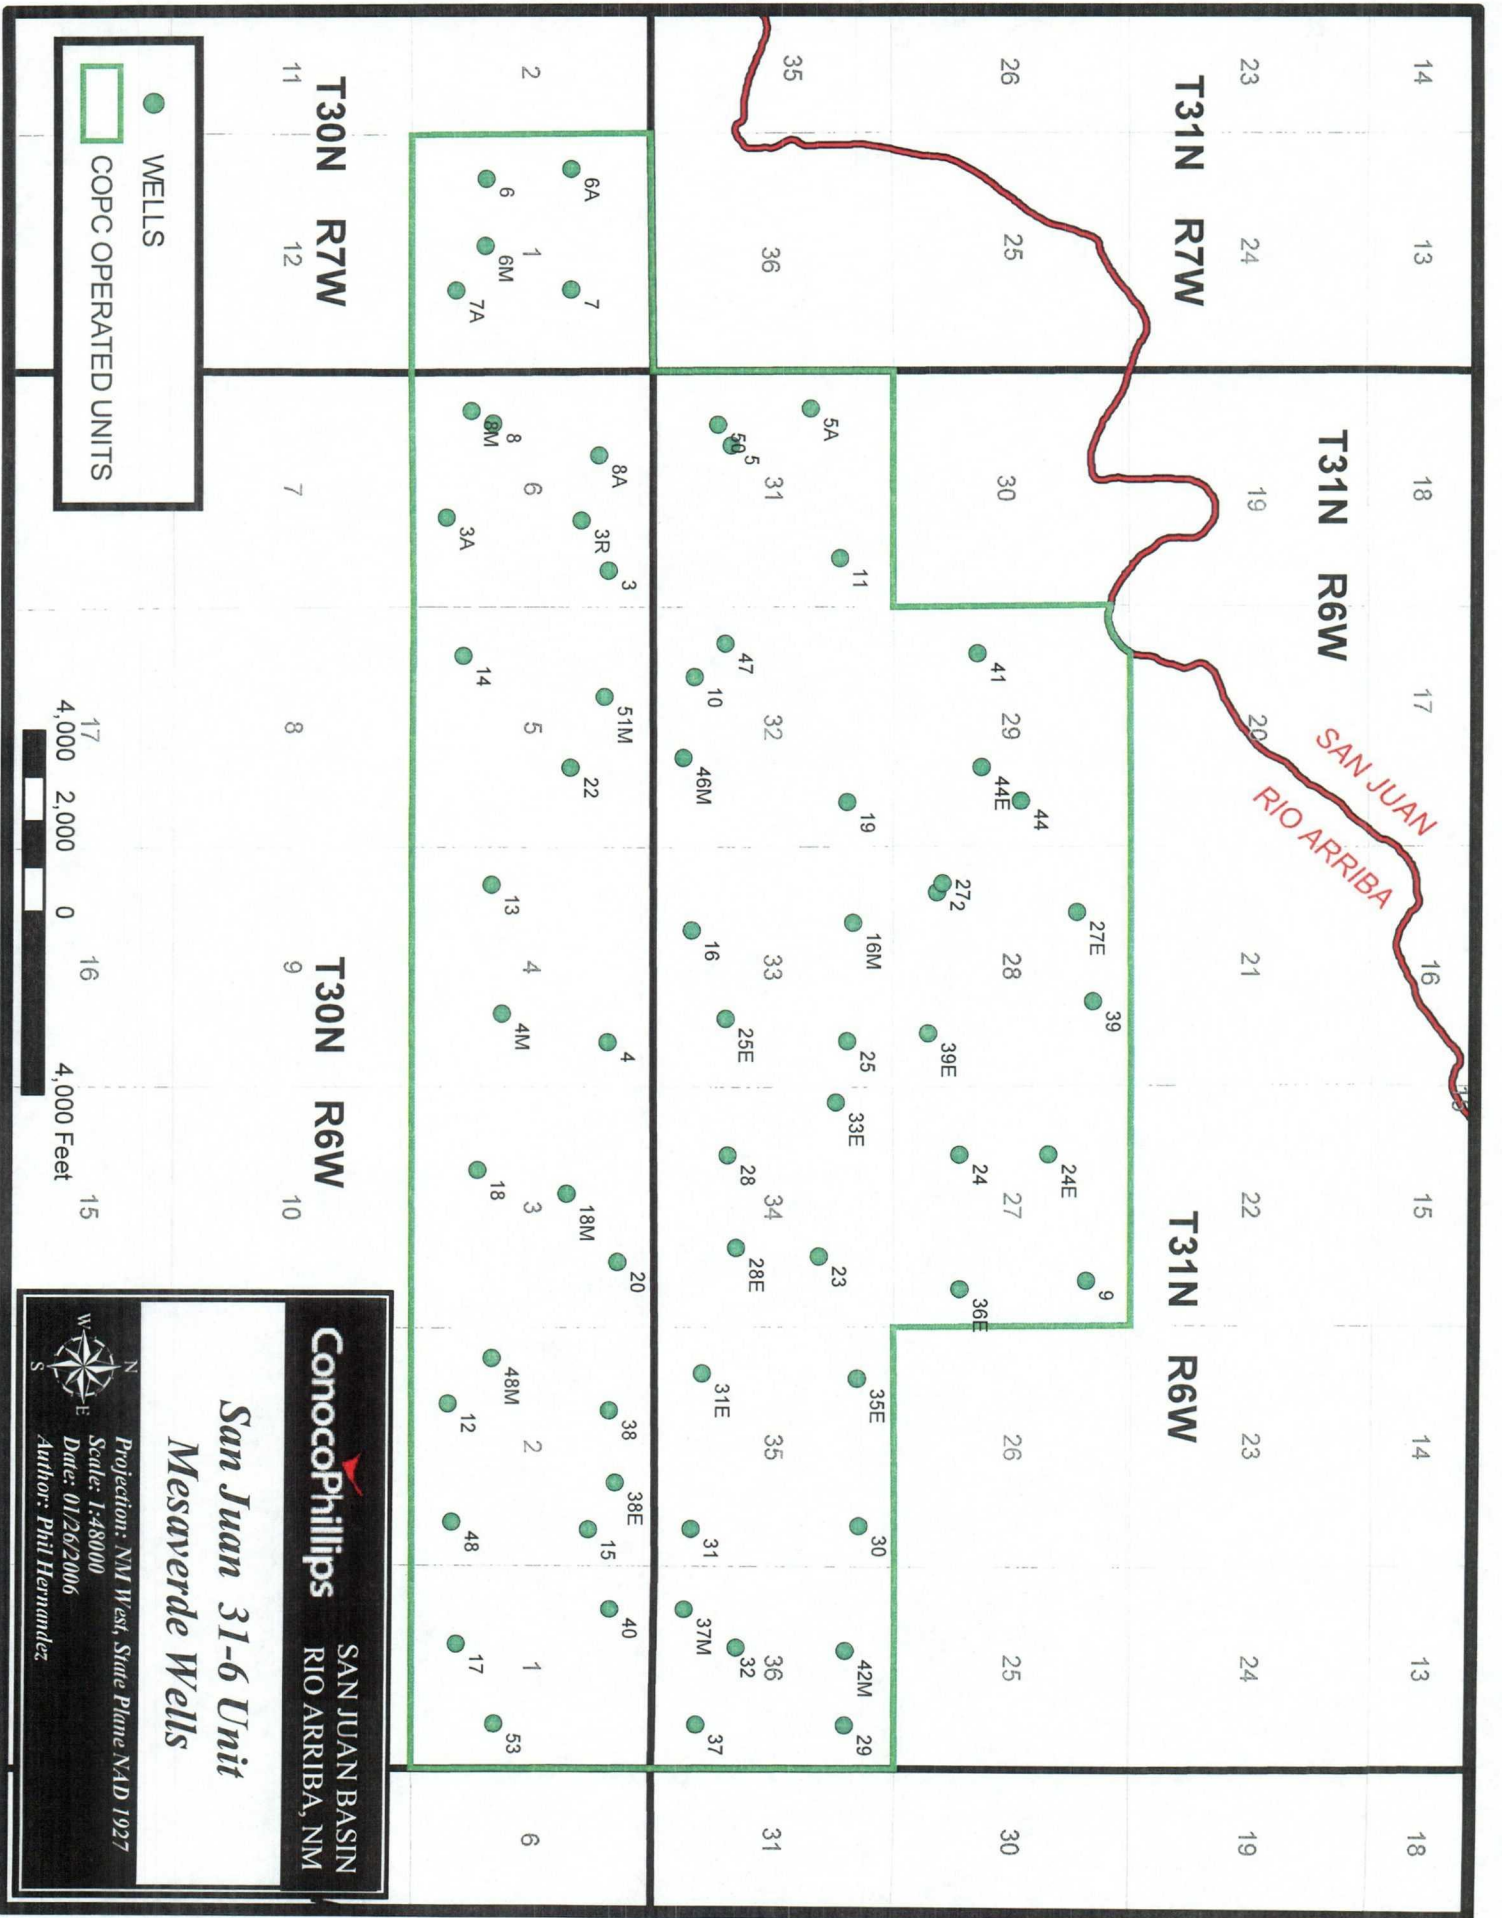 14 13 18 17 16 15 14 13 18
T31N R7W
T31N R6W
SAN JUAN
RIO ARRIBA
T31N R6W
23 24 19 20 21 22 23 24 19
39
9
27E
24E
44
26 25 30 29 28 27 26 25 30
41
44E
272
39E
24
36E
35E
30
42M
29
11
19
16M
25
33E
5A
23
35 36 31 32 33 34 35 36 31
5
50
47
25E
28
28E
32
10
46M
16
31E
31
37M
37
3
4
20
38
38E
40
8A
3R
51M
15
6A
7
22
18M
2 1 6 5 4 3 2 1 6
6
6M
8
8M
13
4M
48M
53
14
18
7A
3A
12
48
17
T30N R7W
T30N R6W
11 12 7 8 9 10
17 16 15
WELLS
COPC OPERATED UNITS
4,000 2,000 0 4,000 Feet
ConocoPhillips
SAN JUAN BASIN
RIO ARRIBA, NM
San Juan 31-6 Unit
Mesaverde Wells
N
W
E
S
Projection: NM West, State Plane NAD 1927
Scale: 1:48000
Date: 01/26/2006
Author: Phil Hernandez